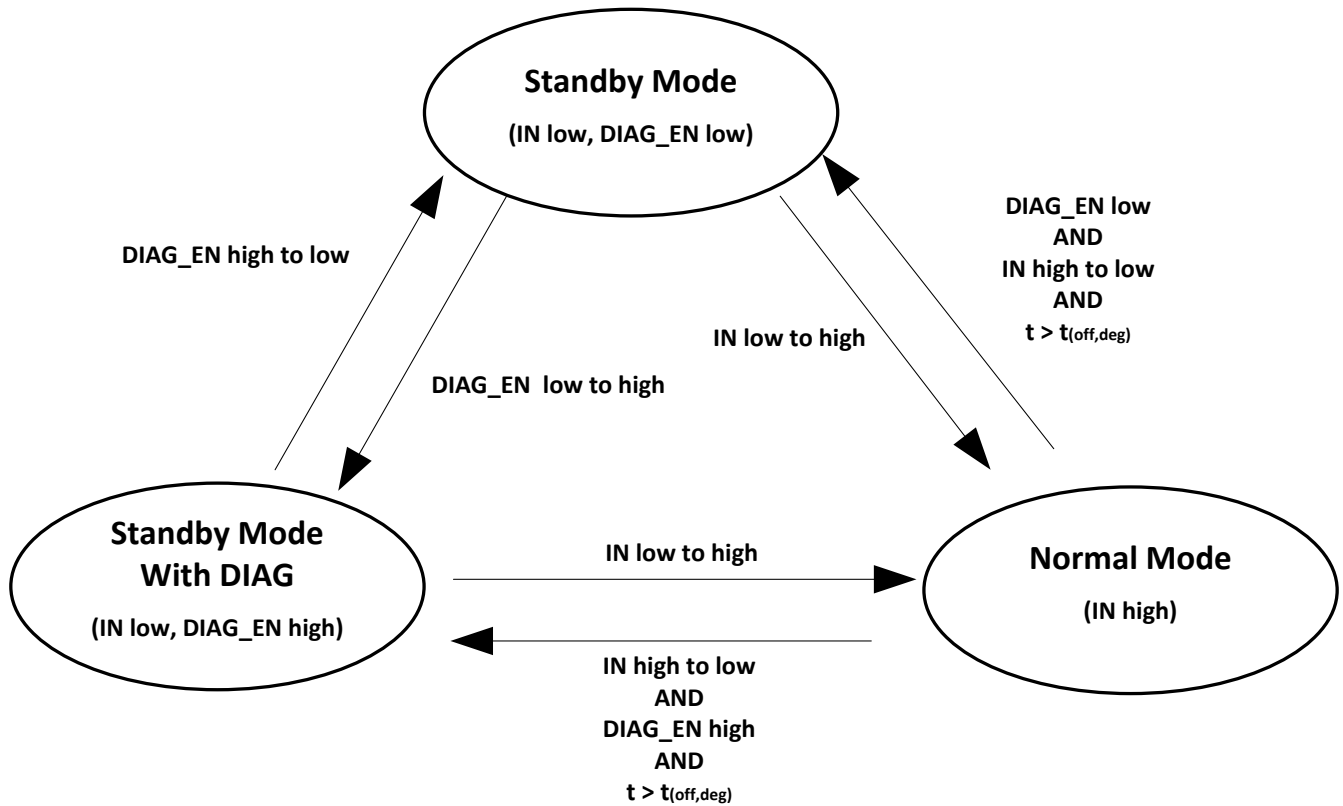 Standby Mode
(IN low, DIAG_EN low)
DIAG_EN high to low
DIAG_EN low to high
IN low to high
DIAG_EN low
AND
IN high to low
AND
t > t(off,deg)
Standby Mode
With DIAG
(IN low, DIAG_EN high)
IN low to high
Normal Mode
(IN high)
IN high to low
AND
DIAG_EN high
AND
t > t(off,deg)